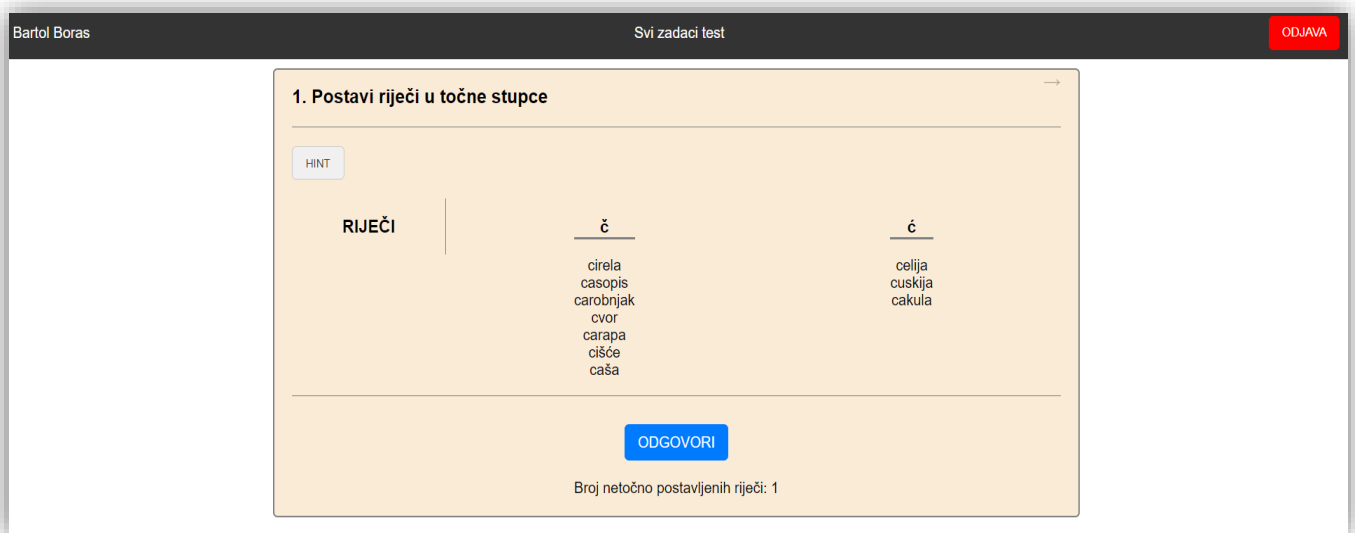 Bartol Boras
Svi zadaci test
ODJAVA
1. Postavi riječi u točne stupce
→
HINT
RIJEČI
č
ć
cirela
casopis
carobnjak
cvor
carapa
cišće
caša
celija
cuskija
cakula
ODGOVORI
Broj netočno postavljenih riječi: 1